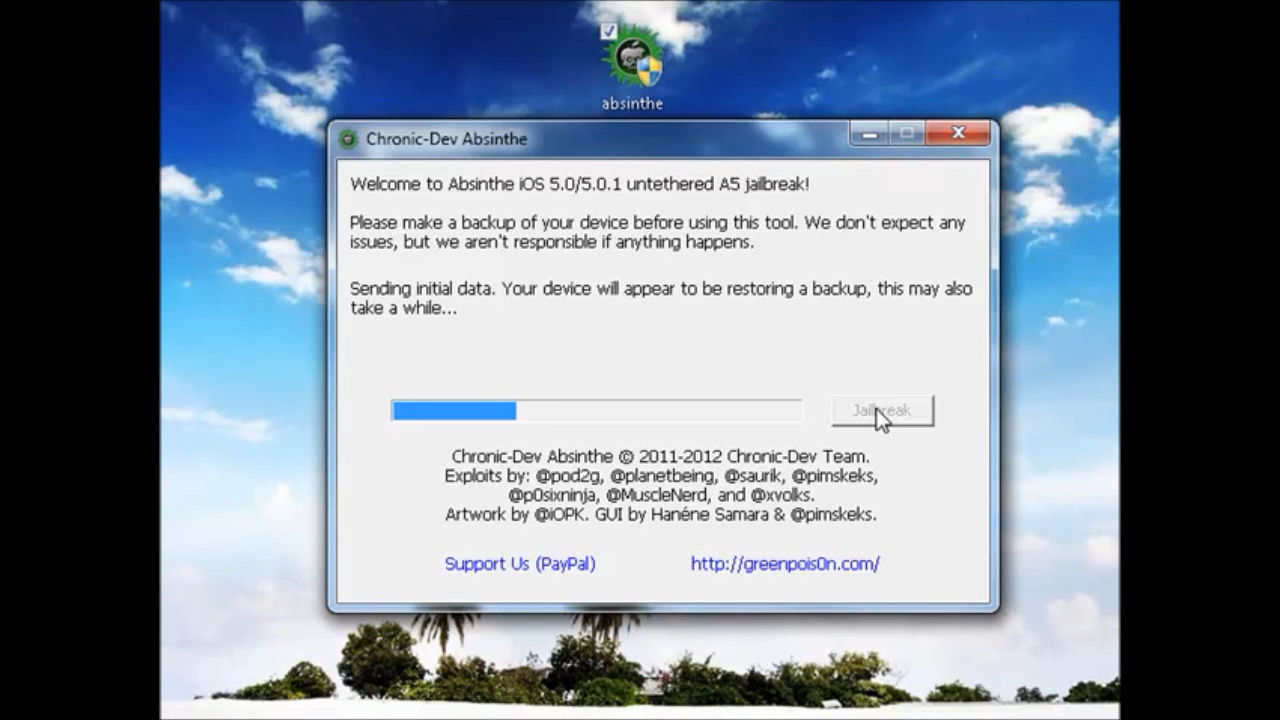 absinthe
Chronic-Dev Absinthe
Welcome to Absinthe iOS 5.0/5.0.1 untethered A5 jailbreak!
Please make a backup of your device before using this tool. We don't expect any
issues, but we aren't responsible if anything happens.
Sending initial data. Your device will appear to be restoring a backup, this may also
take a while...
Jailbreak
Chronic-Dev Absinthe © 2011-2012 Chronic-Dev Team.
Exploits by: @pod2g, @planetbeing, @saurik, @pimskeks,
@p0sixninja, @MuscleNerd, and @xvolks.
Artwork by @iOPK. GUI by Hanéne Samara & @pimskeks.
Support Us (PayPal) http://greenpois0n.com/